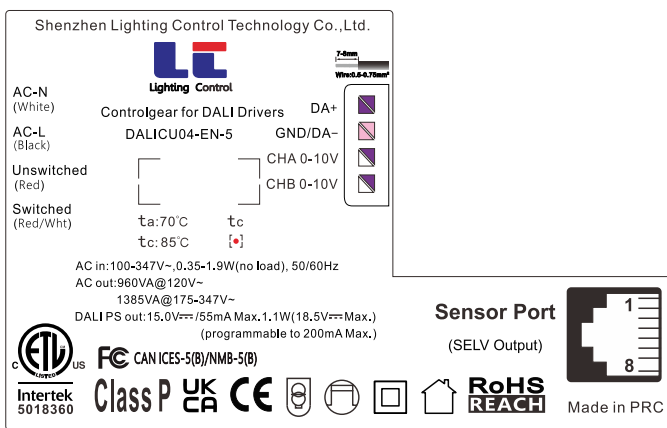 Shenzhen Lighting Control Technology Co.,Ltd.
LC
Lighting Control
7-8mm
Wire:0.5-0.75mm²
AC-N
(White)
AC-L
(Black)
Unswitched
(Red)
Switched
(Red/Wht)
Controlgear for DALI Drivers
DALICU04-EN-5
DA+
GND/DA-
CHA 0-10V
CHB 0-10V
ta:70°C
tc
tc:85°C
AC in:100-347V~,0.35-1.9W(no load), 50/60Hz
AC out:960VA@120V~
1385VA@175-347V~
DALI PS out:15.0V⎓/55mA Max.1.1W(18.5V⎓Max.)
(programmable to 200mA Max.)
Sensor Port
(SELV Output)
1
8
Made in PRC
C ETL US
LISTED
Intertek
5018360
FC CAN ICES-5(B)/NMB-5(B)
Class P UK CA CE RoHS
REACH